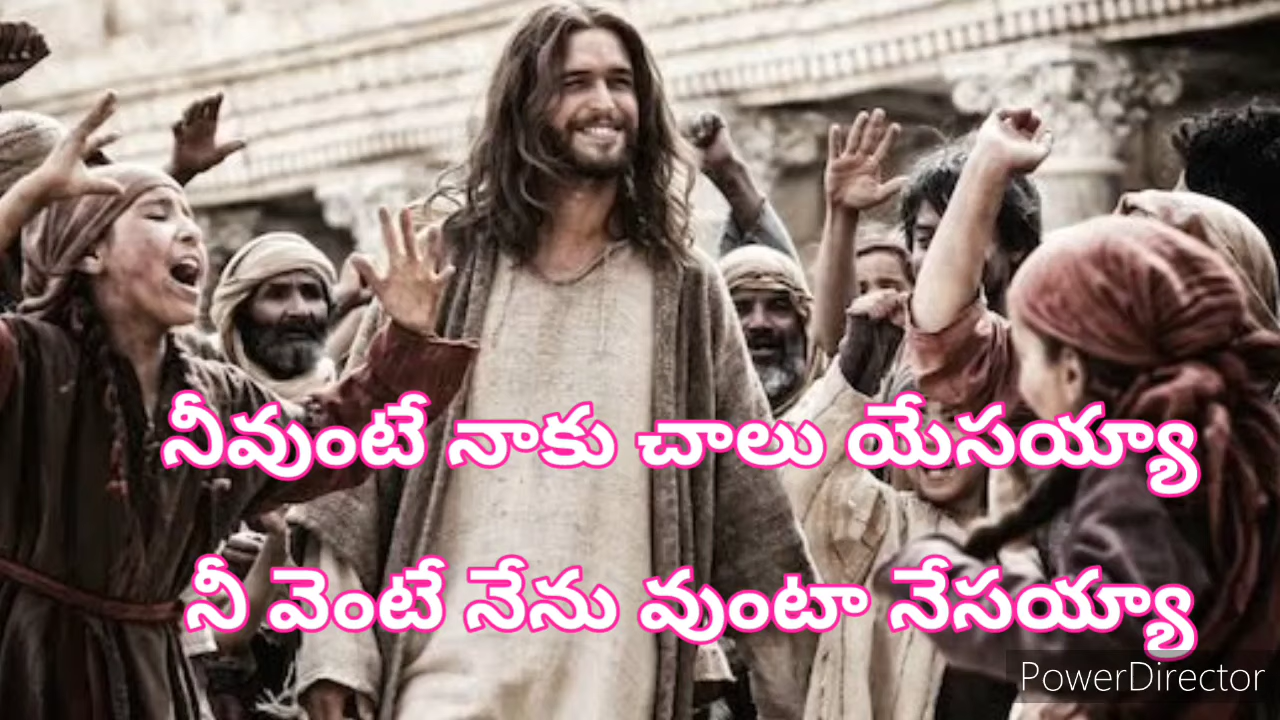 నీవుంటే నాకు చాలు యేసయ్యా
నీ వెంటే నేను వుంటా నేసయ్యా
PowerDirector